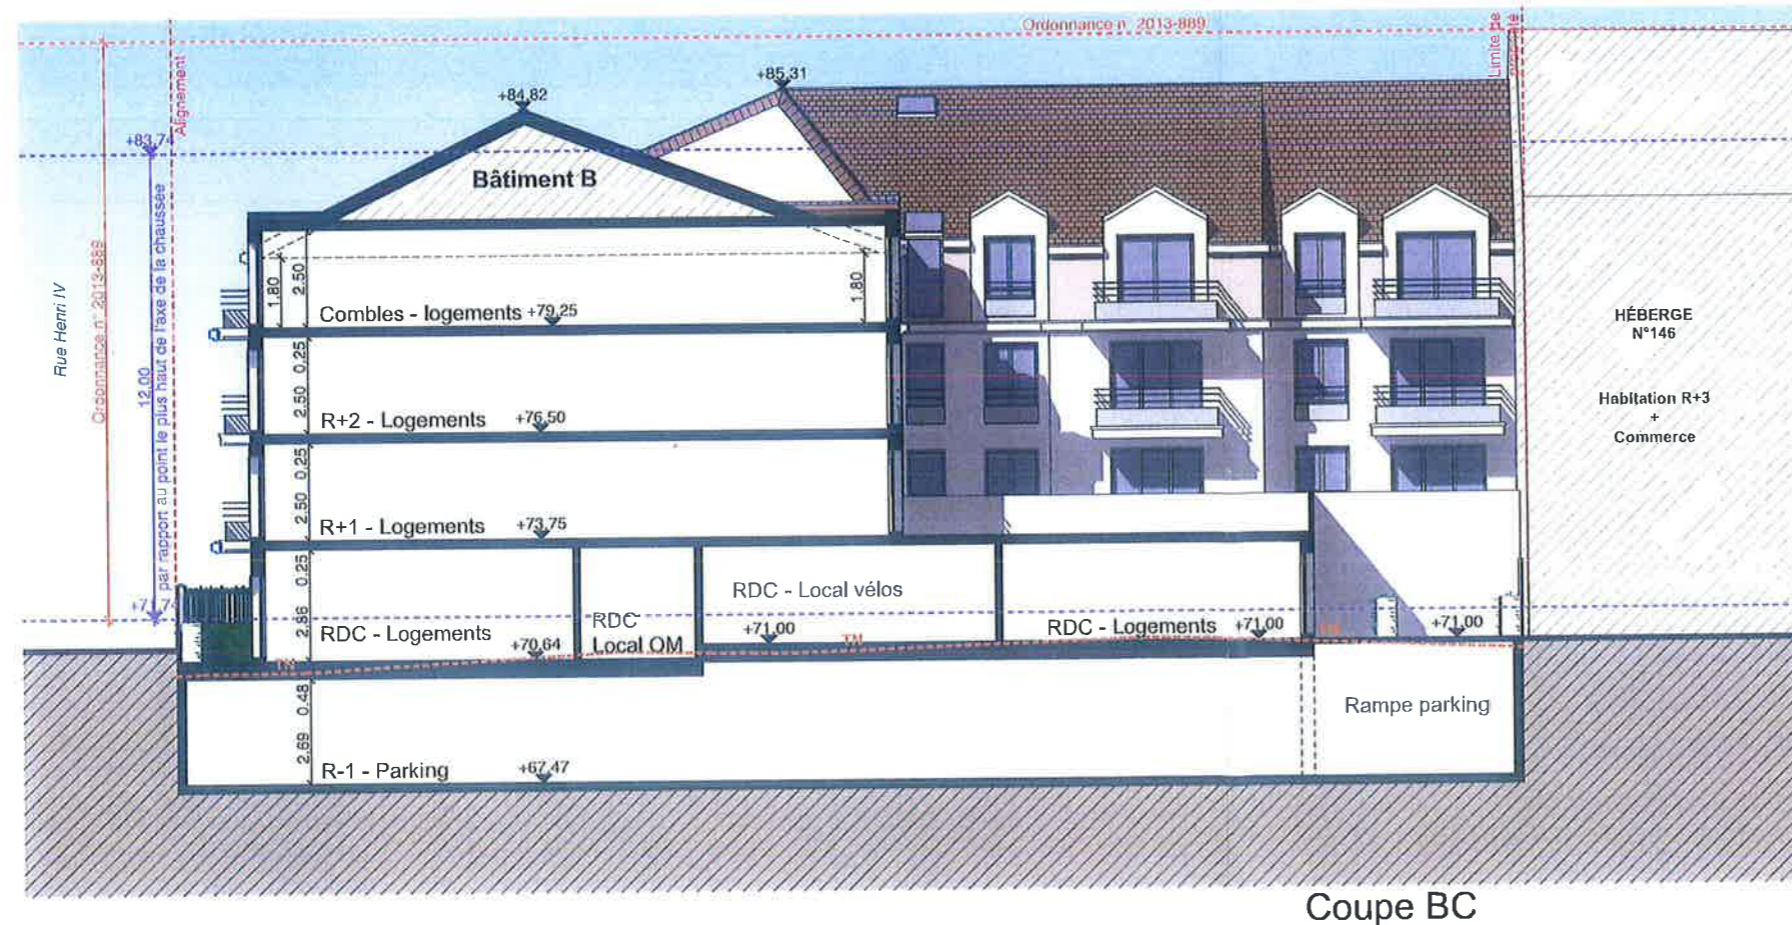 Ordonnance n. 2013-889
Limite de
propriété
Alignement
+85,31
+84,82
+83,74
Bâtiment B
Rue Henri IV
Ordonnance n° 2013-889
12,00
par rapport au point le plus haut de l'axe de la chaussée
1.80
2.50
1.80
Combles - logements +79,25
HÉBERGE
N°146
Habitation R+3
+
Commerce
0,25
2.50
R+2 - Logements +76,50
0,25
2.50
R+1 - Logements +73,75
0,25
2.86
+71,74
RDC - Logements +70,64
RDC
Local OM
RDC - Local vélos
+71,00
RDC - Logements +71,00
+71,00
TN
TN
TN
0,48
2.69
R-1 - Parking +67,47
Rampe parking
Coupe BC